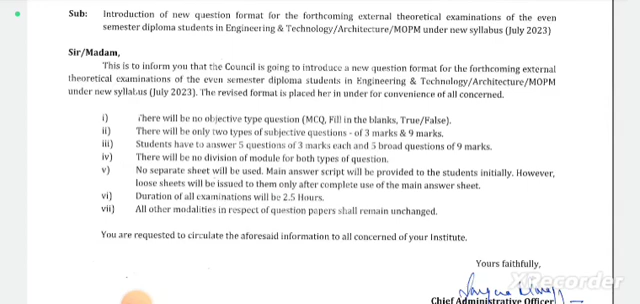 Sub: Introduction of new question format for the forthcoming external theoretical examinations of the even
semester diploma students in Engineering & Technology/Architecture/MOPM under new syllabus (July 2023)
Sir/Madam,
This is to inform you that the Council is going to introduce a new question format for the forthcoming external
theoretical examinations of the even semester diploma students in Engineering & Technology/Architecture/MOPM
under new syllabus (July 2023). The revised format is placed here in under for convenience of all concerned.
i) There will be no objective type question (MCQ, Fill in the blanks, True/False).
ii) There will be only two types of subjective questions - of 3 marks & 9 marks.
iii) Students have to answer 5 questions of 3 marks each and 5 broad questions of 9 marks.
iv) There will be no division of module for both types of question.
v) No separate sheet will be used. Main answer script will be provided to the students initially. However,
loose sheets will be issued to them only after complete use of the main answer sheet.
vi) Duration of all examinations will be 2.5 Hours.
vii) All other modalities in respect of question papers shall remain unchanged.
You are requested to circulate the aforesaid information to all concerned of your Institute.
Yours faithfully,
XRecorder
Chief Administrative Officer